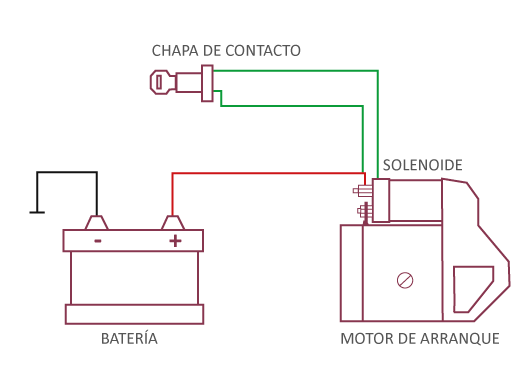 CHAPA DE CONTACTO
SOLENOIDE
- +
BATERÍA
MOTOR DE ARRANQUE